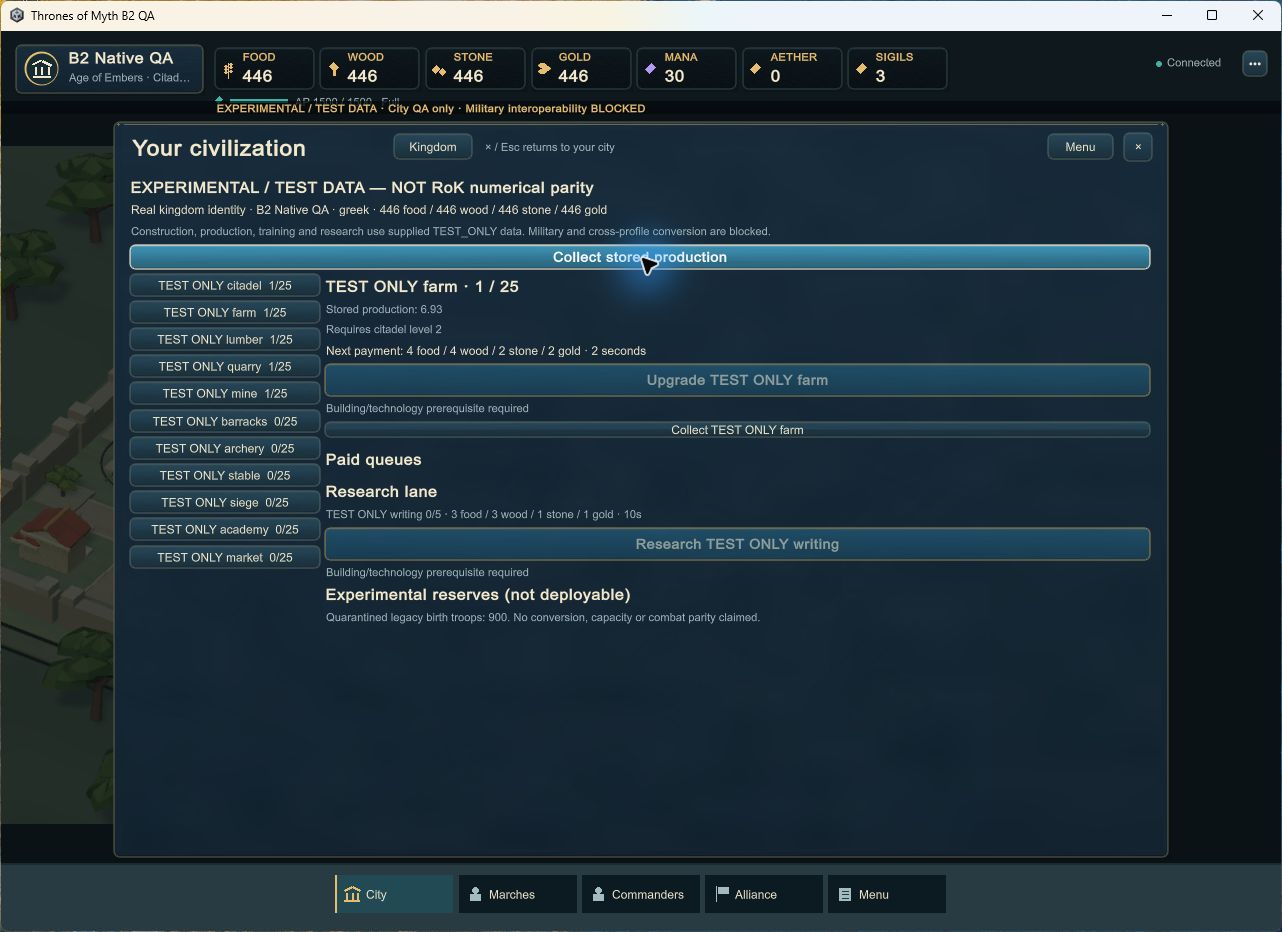 Thrones of Myth B2 QA
B2 Native QA
Age of Embers · Citad...
FOOD
446
WOOD
446
STONE
446
GOLD
446
MANA
30
AETHER
0
SIGILS
3
Connected
AP 1500 / 1500 · Full
EXPERIMENTAL / TEST DATA · City QA only · Military interoperability BLOCKED
Your civilization
Kingdom
× / Esc returns to your city
Menu
×
EXPERIMENTAL / TEST DATA — NOT RoK numerical parity
Real kingdom identity · B2 Native QA · greek · 446 food / 446 wood / 446 stone / 446 gold
Construction, production, training and research use supplied TEST_ONLY data. Military and cross-profile conversion are blocked.
Collect stored production
TEST ONLY citadel 1/25
TEST ONLY farm 1/25
TEST ONLY lumber 1/25
TEST ONLY quarry 1/25
TEST ONLY mine 1/25
TEST ONLY barracks 0/25
TEST ONLY archery 0/25
TEST ONLY stable 0/25
TEST ONLY siege 0/25
TEST ONLY academy 0/25
TEST ONLY market 0/25
TEST ONLY farm · 1 / 25
Stored production: 6.93
Requires citadel level 2
Next payment: 4 food / 4 wood / 2 stone / 2 gold · 2 seconds
Upgrade TEST ONLY farm
Building/technology prerequisite required
Collect TEST ONLY farm
Paid queues
Research lane
TEST ONLY writing 0/5 · 3 food / 3 wood / 1 stone / 1 gold · 10s
Research TEST ONLY writing
Building/technology prerequisite required
Experimental reserves (not deployable)
Quarantined legacy birth troops: 900. No conversion, capacity or combat parity claimed.
City
Marches
Commanders
Alliance
Menu